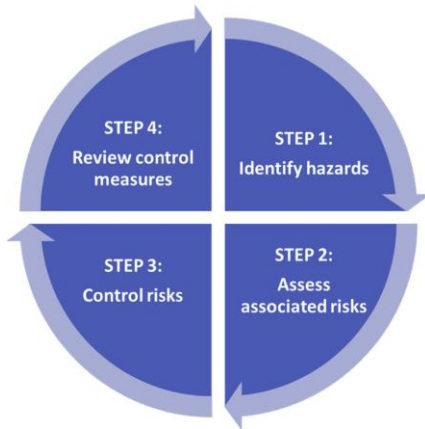 STEP 1:
Identify hazards
STEP 2:
Assess
associated risks
STEP 3:
Control risks
STEP 4:
Review control
measures